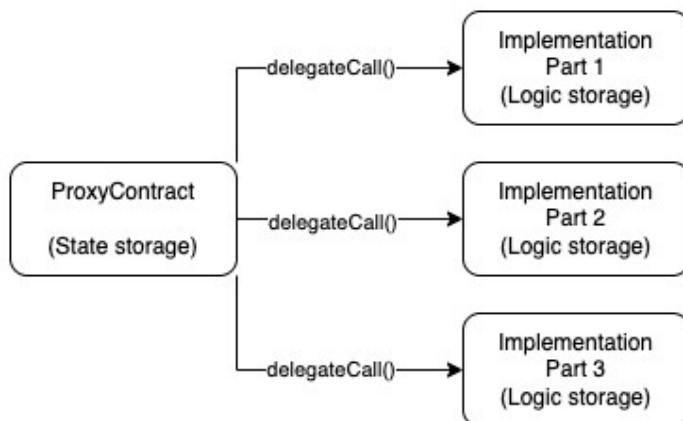 Implementation
Part 1
(Logic storage)
delegateCall()
ProxyContract
(State storage)
delegateCall()
Implementation
Part 2
(Logic storage)
delegateCall()
Implementation
Part 3
(Logic storage)